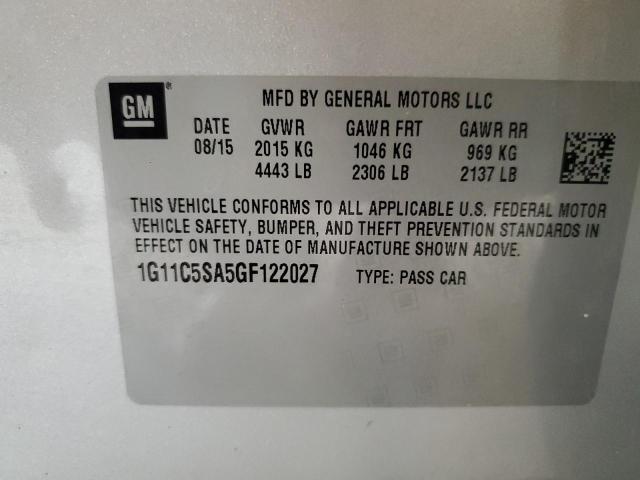 GM® MFD BY GENERAL MOTORS LLC
DATE GVWR GAWR FRT GAWR RR
08/15 2015 KG 1046 KG 969 KG
4443 LB 2306 LB 2137 LB
THIS VEHICLE CONFORMS TO ALL APPLICABLE U.S. FEDERAL MOTOR
VEHICLE SAFETY, BUMPER, AND THEFT PREVENTION STANDARDS IN
EFFECT ON THE DATE OF MANUFACTURE SHOWN ABOVE.
1G11C5SA5GF122027 TYPE: PASS CAR